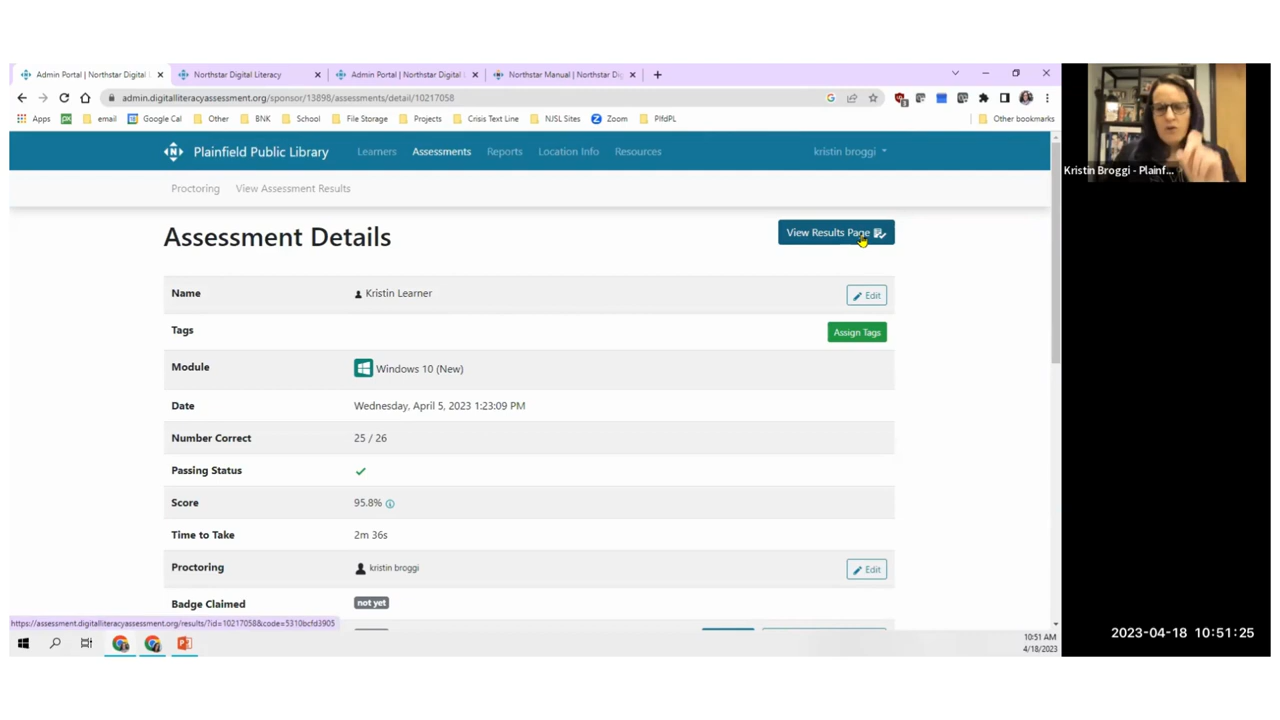 Admin Portal | Northstar Digital
Northstar Digital Literacy
Admin Portal | Northstar Digital L
Northstar Manual | Northstar Dig
admin.digitalliteracyassessment.org/sponsor/13898/assessments/detail/10217058
Apps
email
Google Cal
Other
BNK
School
File Storage
Projects
Crisis Text Line
NJSL Sites
Zoom
PlfdPL
Other bookmarks
Plainfield Public Library
Learners
Assessments
Reports
Location Info
Resources
kristin broggi
Kristin Broggi - Plainf...
Proctoring
View Assessment Results
Assessment Details
View Results Page
Name
Kristin Learner
Edit
Tags
Assign Tags
Module
Windows 10 (New)
Date
Wednesday, April 5, 2023 1:23:09 PM
Number Correct
25 / 26
Passing Status
Score
95.8%
Time to Take
2m 36s
Proctoring
kristin broggi
Edit
Badge Claimed
not yet
https://assessment.digitalliteracyassessment.org/results/?id=10217058&code=5310bcfd3905
10:51 AM
4/18/2023
2023-04-18 10:51:25